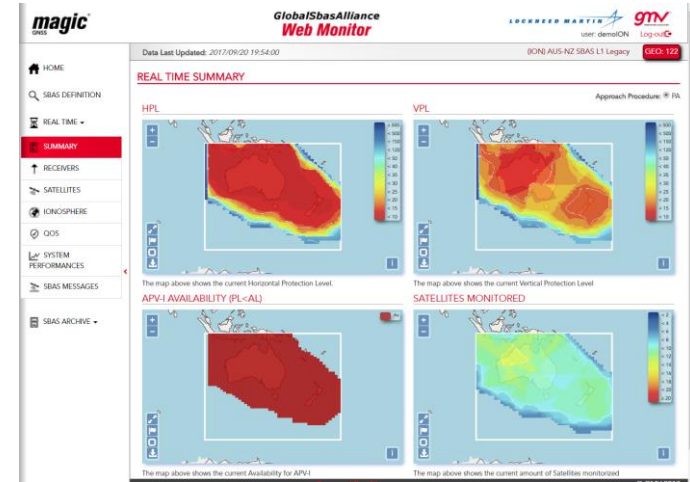 magic
GNSS
GlobalSbasAlliance
Web Monitor
LOCKHEED MARTIN
gmv
user: demoION
Log-out
Data Last Updated: 2017/09/20 19:54:00
(ION) AUS-NZ SBAS L1 Legacy
GEO: 122
HOME
SBAS DEFINITION
REAL TIME
SUMMARY
RECEIVERS
SATELLITES
IONOSPHERE
QOS
SYSTEM
PERFORMANCES
SBAS MESSAGES
SBAS ARCHIVE
REAL TIME SUMMARY
Approach Procedure: PA
HPL
VPL
The map above shows the current Horizontal Protection Level.
The map above shows the current Vertical Protection Level
APV-I AVAILABILITY (PL<AL)
SATELLITES MONITORED
The map above shows the current Availability for APV-I
The map above shows the current amount of Satellites monitorized